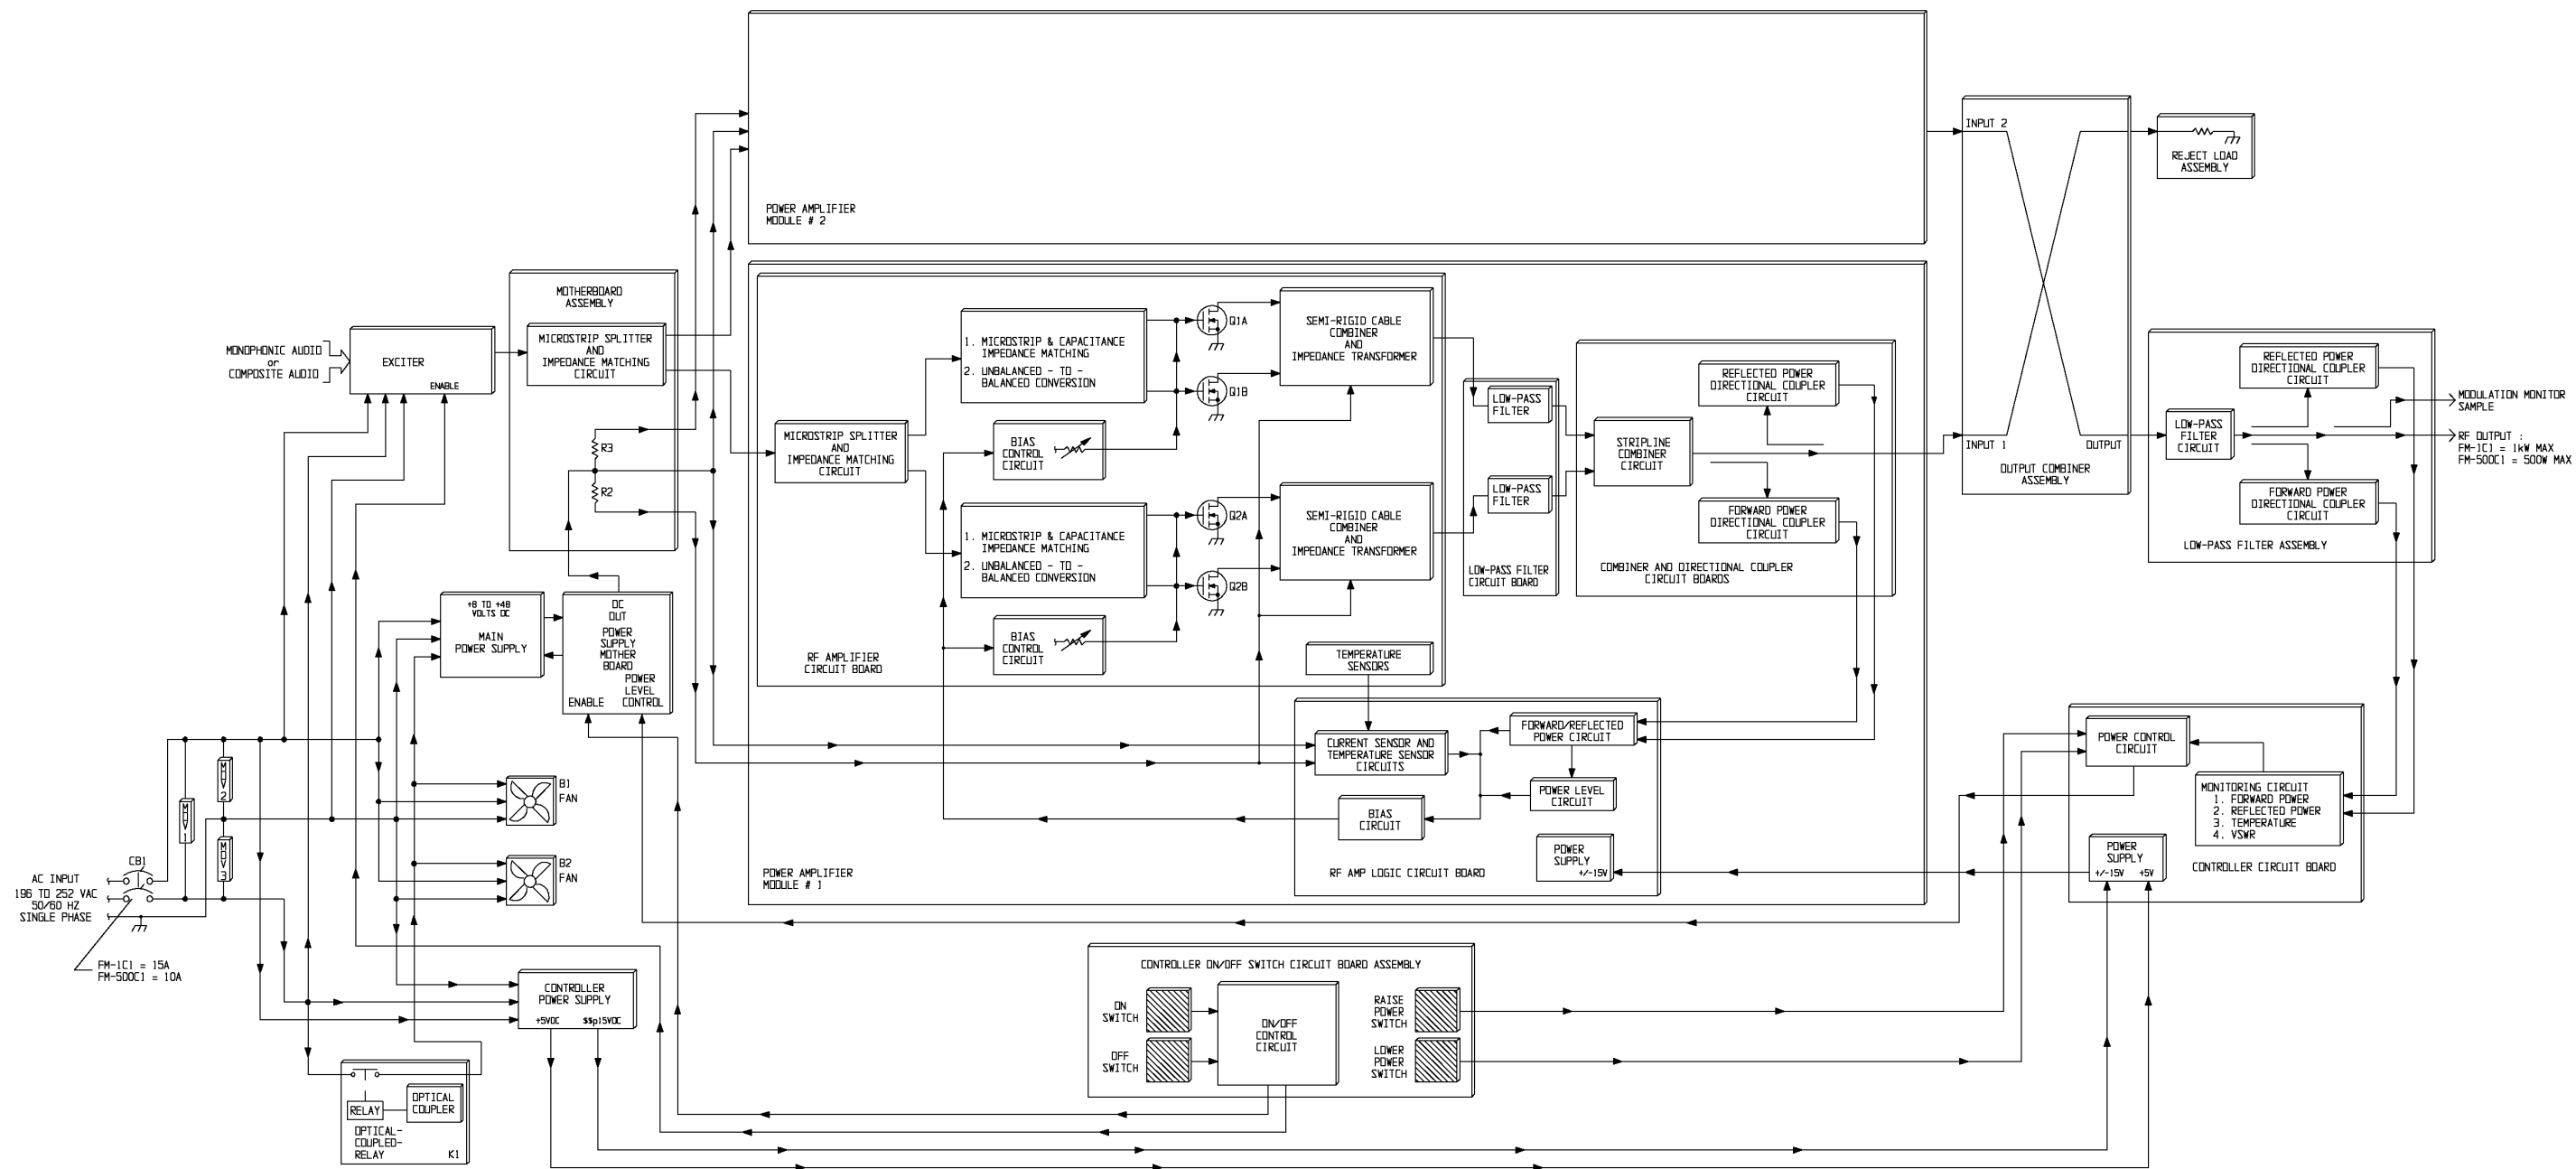 POWER AMPLIFIER
MODULE # 2
INPUT 2
INPUT 1
OUTPUT
OUTPUT COMBINER
ASSEMBLY
REJECT LOAD
ASSEMBLY
MONOPHONIC AUDIO
or
COMPOSITE AUDIO
EXCITER
ENABLE
MOTHERBOARD
ASSEMBLY
MICROSTRIP SPLITTER
AND
IMPEDANCE MATCHING
CIRCUIT
R3
R2
MICROSTRIP SPLITTER
AND
IMPEDANCE MATCHING
CIRCUIT
1. MICROSTRIP & CAPACITANCE
IMPEDANCE MATCHING
2. UNBALANCED - TO -
BALANCED CONVERSION
BIAS
CONTROL
CIRCUIT
Q1A
Q1B
SEMI-RIGID CABLE
COMBINER
AND
IMPEDANCE TRANSFORMER
1. MICROSTRIP & CAPACITANCE
IMPEDANCE MATCHING
2. UNBALANCED - TO -
BALANCED CONVERSION
BIAS
CONTROL
CIRCUIT
Q2A
Q2B
SEMI-RIGID CABLE
COMBINER
AND
IMPEDANCE TRANSFORMER
TEMPERATURE
SENSORS
RF AMPLIFIER
CIRCUIT BOARD
LOW-PASS
FILTER
LOW-PASS
FILTER
LOW-PASS FILTER
CIRCUIT BOARD
STRIPLINE
COMBINER
CIRCUIT
REFLECTED POWER
DIRECTIONAL COUPLER
CIRCUIT
FORWARD POWER
DIRECTIONAL COUPLER
CIRCUIT
COMBINER AND DIRECTIONAL COUPLER
CIRCUIT BOARDS
LOW-PASS
FILTER
CIRCUIT
REFLECTED POWER
DIRECTIONAL COUPLER
CIRCUIT
FORWARD POWER
DIRECTIONAL COUPLER
CIRCUIT
LOW-PASS FILTER ASSEMBLY
MODULATION MONITOR
SAMPLE
RF OUTPUT :
FM-1C1 = 1kW MAX
FM-500C1 = 500W MAX
+8 TO +48
VOLTS DC
MAIN
POWER SUPPLY
DC
OUT
POWER
SUPPLY
MOTHER
BOARD
POWER
LEVEL
CONTROL
ENABLE
CURRENT SENSOR AND
TEMPERATURE SENSOR
CIRCUITS
FORWARD/REFLECTED
POWER CIRCUIT
POWER LEVEL
CIRCUIT
BIAS
CIRCUIT
POWER
SUPPLY
+/-15V
RF AMP LOGIC CIRCUIT BOARD
POWER AMPLIFIER
MODULE # 1
POWER CONTROL
CIRCUIT
MONITORING CIRCUIT
1. FORWARD POWER
2. REFLECTED POWER
3. TEMPERATURE
4. VSWR
POWER
SUPPLY
+/-15V +5V
CONTROLLER CIRCUIT BOARD
MOV 1
MOV 2
MOV 3
B1
FAN
B2
FAN
CB1
AC INPUT
196 TO 252 VAC
50/60 HZ
SINGLE PHASE
FM-1C1 = 15A
FM-500C1 = 10A
CONTROLLER
POWER SUPPLY
+5VDC $$p15VDC
RELAY
OPTICAL
COUPLER
OPTICAL-
COUPLED-
RELAY
K1
CONTROLLER ON/OFF SWITCH CIRCUIT BOARD ASSEMBLY
ON
SWITCH
OFF
SWITCH
ON/OFF
CONTROL
CIRCUIT
RAISE
POWER
SWITCH
LOWER
POWER
SWITCH